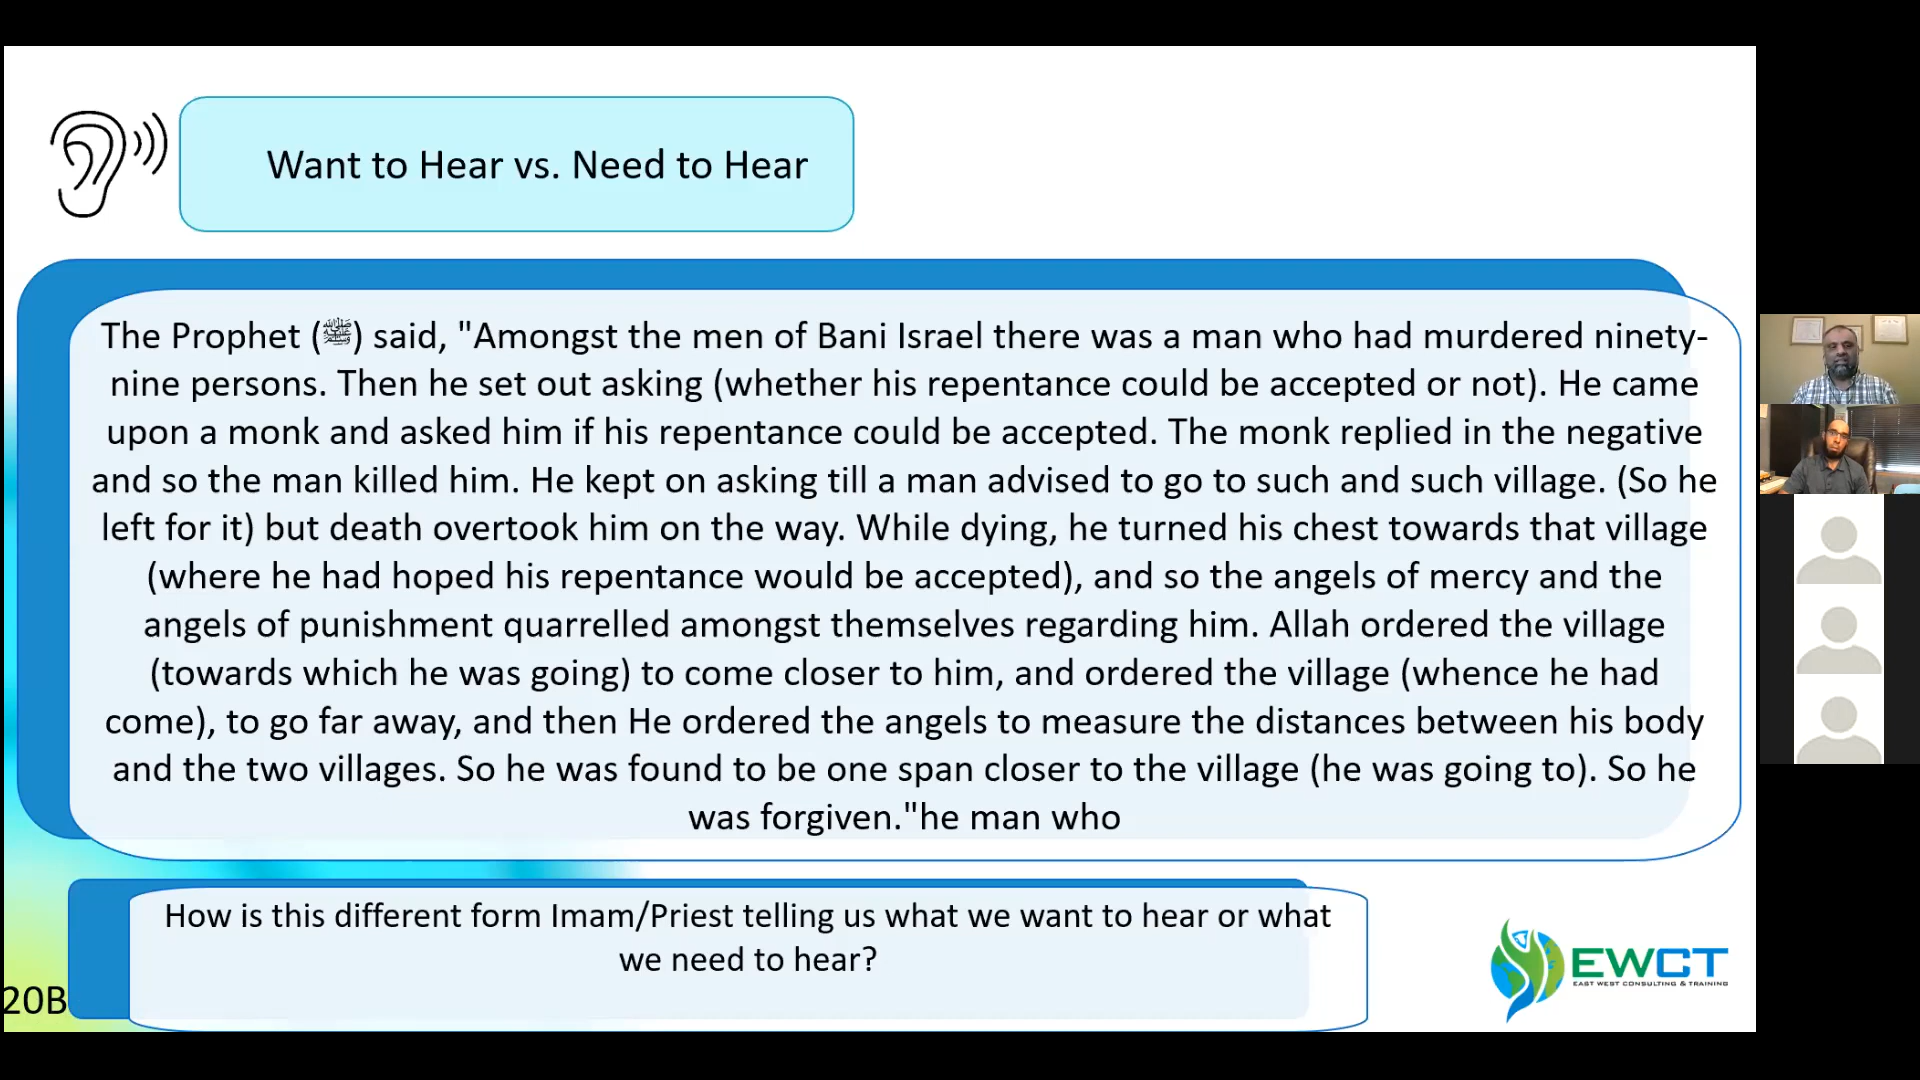 Want to Hear vs. Need to Hear
The Prophet (ﷺ) said, "Amongst the men of Bani Israel there was a man who had murdered ninety-
nine persons. Then he set out asking (whether his repentance could be accepted or not). He came
upon a monk and asked him if his repentance could be accepted. The monk replied in the negative
and so the man killed him. He kept on asking till a man advised to go to such and such village. (So he
left for it) but death overtook him on the way. While dying, he turned his chest towards that village
(where he had hoped his repentance would be accepted), and so the angels of mercy and the
angels of punishment quarrelled amongst themselves regarding him. Allah ordered the village
(towards which he was going) to come closer to him, and ordered the village (whence he had
come), to go far away, and then He ordered the angels to measure the distances between his body
and the two villages. So he was found to be one span closer to the village (he was going to). So he
was forgiven."he man who
How is this different form Imam/Priest telling us what we want to hear or what
we need to hear?
20B
EWCT
EAST WEST CONSULTING & TRAINING